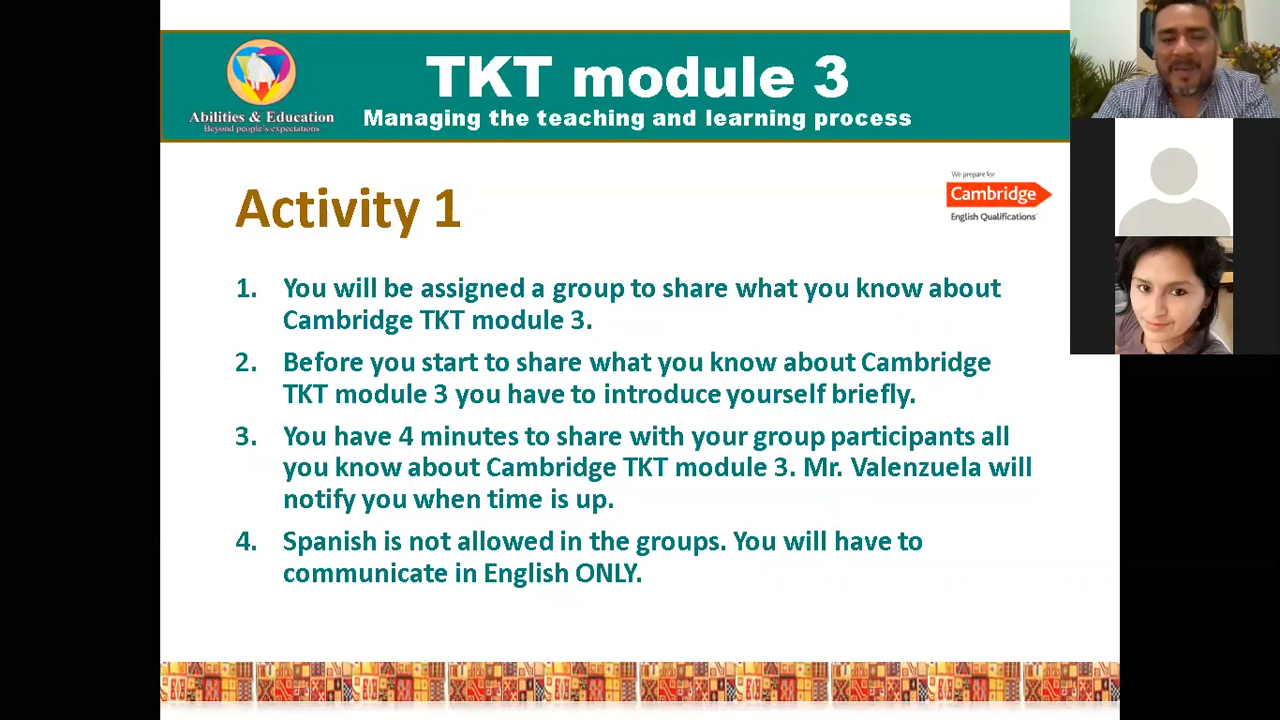 TKT module 3
Managing the teaching and learning process
Abilities & Education
Beyond people's expectations
We prepare for
Cambridge
English Qualifications
Activity 1
1. You will be assigned a group to share what you know about
Cambridge TKT module 3.
2. Before you start to share what you know about Cambridge
TKT module 3 you have to introduce yourself briefly.
3. You have 4 minutes to share with your group participants all
you know about Cambridge TKT module 3. Mr. Valenzuela will
notify you when time is up.
4. Spanish is not allowed in the groups. You will have to
communicate in English ONLY.